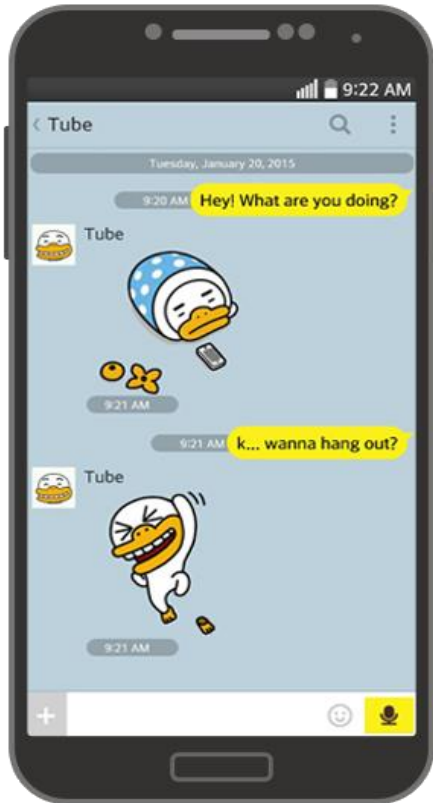 9:22 AM
Tube
Tuesday, January 20, 2015
9:20 AM Hey! What are you doing?
Tube
9:21 AM
9:21 AM k... wanna hang out?
Tube
9:21 AM